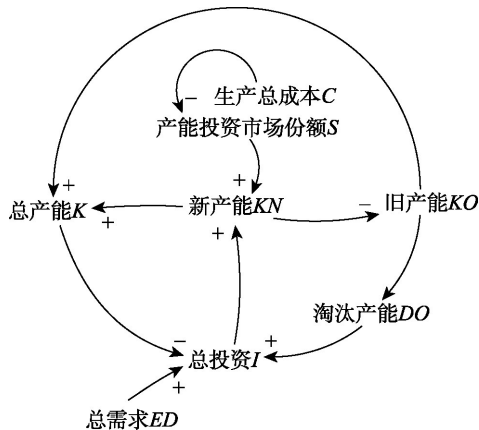 − 生产总成本C
产能投资市场份额S
+
+ −
总产能K + 新产能KN 旧产能KO
+
淘汰产能DO
− +
总投资I
+
总需求ED